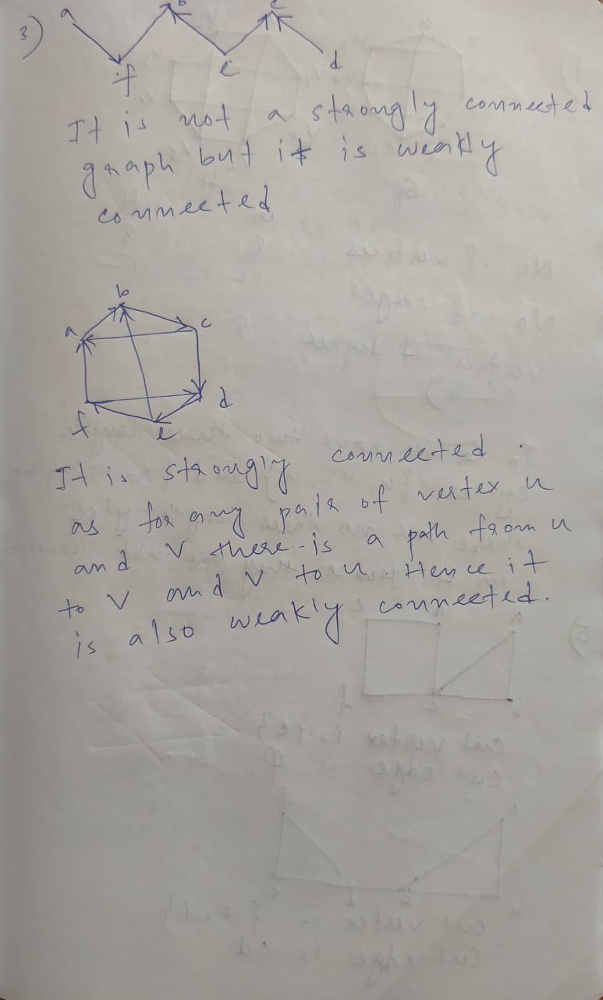 3)
a
b
c
f
e
d
It is not a strongly connected
graph but it is weakly
connected
b
a
c
d
f
e
It is strongly connected.
as for any pair of vertex u
and V there is a path from u
to V and V to u. Hence it
is also weakly connected.